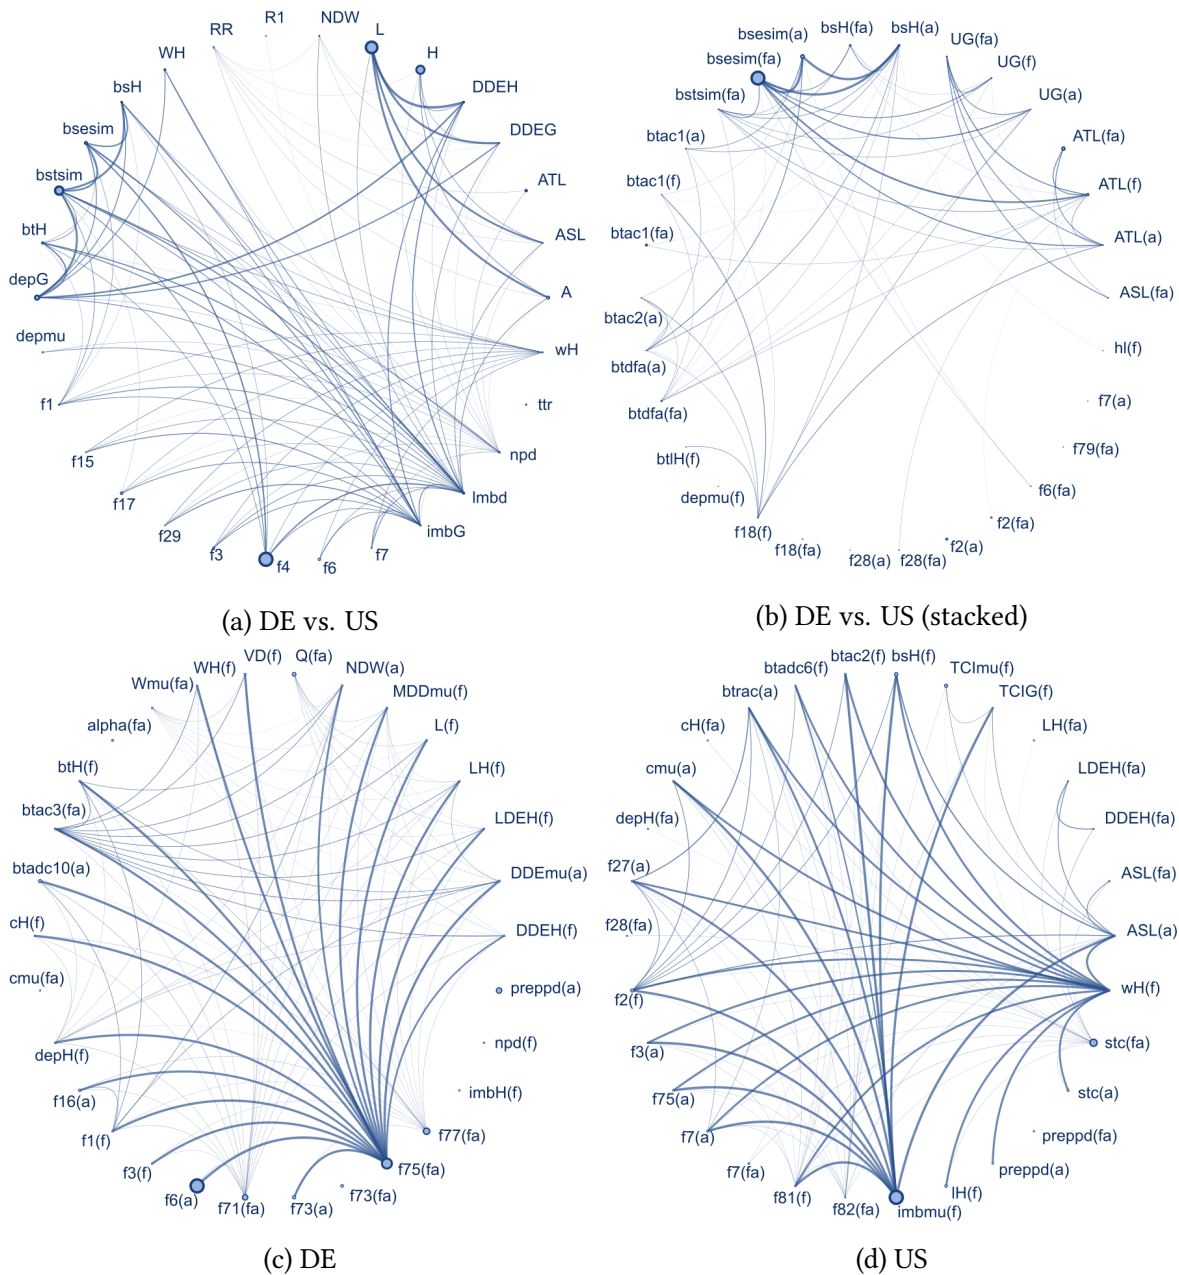 RR
R1
NDW
L
H
WH
DDEH
bsH
DDEG
bsesim
ATL
bstsim
ASL
btH
A
depG
wH
depmu
ttr
f1
npd
f15
lmbd
f17
imbG
f29
f3
f4
f6
f7
(a) DE vs. US
bsH(fa)
bsH(a)
bsesim(a)
UG(fa)
bsesim(fa)
UG(f)
bstsim(fa)
UG(a)
btac1(a)
ATL(fa)
btac1(f)
ATL(f)
btac1(fa)
ATL(a)
btac2(a)
ASL(fa)
btdfa(a)
hl(f)
btdfa(fa)
f7(a)
btlH(f)
f79(fa)
depmu(f)
f6(fa)
f18(f)
f2(fa)
f18(fa)
f28(a)
f28(fa)
f2(a)
(b) DE vs. US (stacked)
VD(f)
Q(fa)
WH(f)
NDW(a)
Wmu(fa)
MDDmu(f)
alpha(fa)
L(f)
btH(f)
LH(f)
btac3(fa)
LDEH(f)
btadc10(a)
DDEmu(a)
cH(f)
DDEH(f)
cmu(fa)
preppd(a)
depH(f)
npd(f)
f16(a)
imbH(f)
f1(f)
f77(fa)
f3(f)
f75(fa)
f6(a)
f71(fa)
f73(a)
f73(fa)
(c) DE
btadc6(f)
btac2(f)
bsH(f)
TCImu(f)
btrac(a)
TCIG(f)
cH(fa)
LH(fa)
cmu(a)
LDEH(fa)
depH(fa)
DDEH(fa)
f27(a)
ASL(fa)
f28(fa)
ASL(a)
f2(f)
wH(f)
f3(a)
stc(fa)
f75(a)
stc(a)
f7(a)
preppd(fa)
f7(fa)
preppd(a)
f81(f)
f82(fa)
imbmu(f)
IH(f)
(d) US